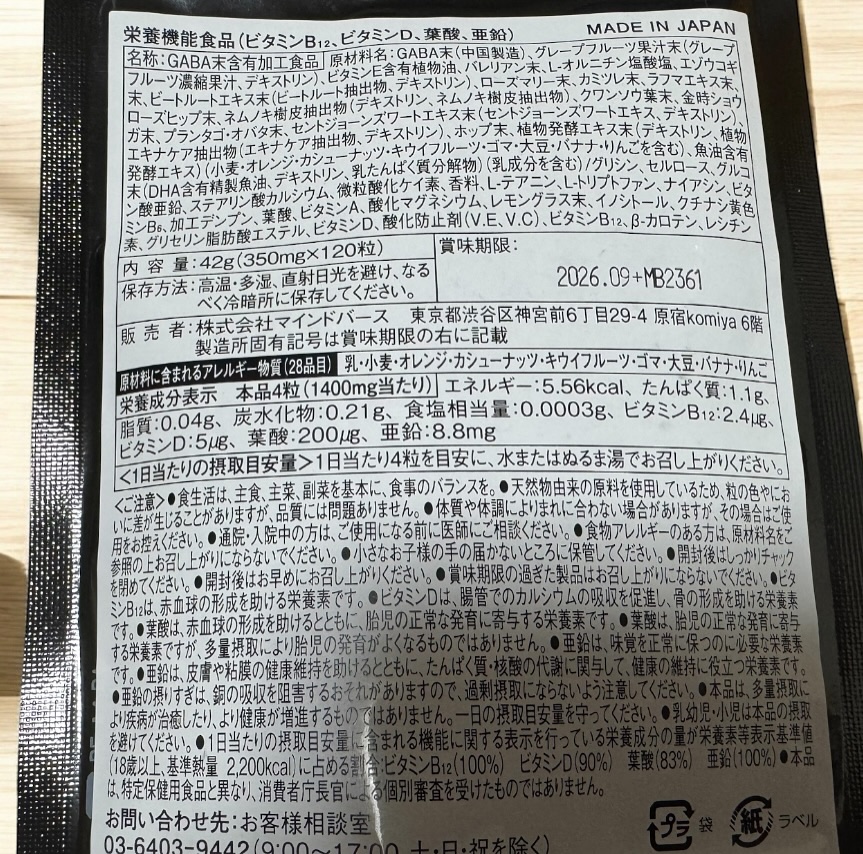 栄養機能食品(ビタミンB₁₂、ビタミンD、葉酸、亜鉛)
MADE IN JAPAN
名称:GABA末含有加工食品 原材料名:GABA末(中国製造)、グレープフルーツ果汁末(グレープ
フルーツ濃縮果汁、デキストリン)、ビタミンE含有植物油、バレリアン末、L-オルニチン塩酸塩、エゾウコギ
末、ビートルートエキス末(ビートルート抽出物、デキストリン)、ローズマリー末、カミツレ末、ラフマエキス末、
ローズヒップ末、ネムノキ樹皮抽出物(デキストリン、ネムノキ樹皮抽出物)、クワンソウ葉末、金時ショウ
ガ末、プランタゴ・オバタ末、セントジョーンズワートエキス末(セントジョーンズワートエキス、デキストリン)、
エキナケア抽出物(エキナケア抽出物、デキストリン)、ホップ末、植物発酵エキス末(デキストリン、植物
発酵エキス)(小麦・オレンジ・カシューナッツ・キウイフルーツ・ゴマ・大豆・バナナ・りんごを含む)、魚油含有
末(DHA含有精製魚油、デキストリン、乳たんぱく質分解物)(乳成分を含む)/グリシン、セルロース、グルコ
ン酸亜鉛、ステアリン酸カルシウム、微粒酸化ケイ素、香料、L-テアニン、L-トリプトファン、ナイアシン、ビタ
ミンB₆、加工デンプン、葉酸、ビタミンA、酸化マグネシウム、レモングラス末、イノシトール、クチナシ黄色
素、グリセリン脂肪酸エステル、ビタミンD、酸化防止剤(V.E、V.C)、ビタミンB₁₂、β-カロテン、レシチン
内 容 量:42g(350mg×120粒)
賞味期限:
2026.09+MB2361
保存方法:高温・多湿、直射日光を避け、なる
べく冷暗所に保存してください。
販 売 者:株式会社マインドバース 東京都渋谷区神宮前6丁目29-4 原宿komiya 6階
製造所固有記号は賞味期限の右に記載
原材料に含まれるアレルギー物質(28品目) 乳・小麦・オレンジ・カシューナッツ・キウイフルーツ・ゴマ・大豆・バナナ・りんご
栄養成分表示 本品4粒(1400mg当たり) エネルギー:5.56kcal、たんぱく質:1.1g、
脂質:0.04g、炭水化物:0.21g、食塩相当量:0.0003g、ビタミンB₁₂:2.4μg、
ビタミンD:5μg、葉酸:200μg、亜鉛:8.8mg
<1日当たりの摂取目安量>1日当たり4粒を目安に、水またはぬるま湯でお召し上がりください。
<ご注意>●食生活は、主食、主菜、副菜を基本に、食事のバランスを。●天然物由来の原料を使用しているため、粒の色やにお
いに差が生じることがありますが、品質には問題ありません。●体質や体調によりまれに合わない場合がありますが、その場合はご使
用をお控えください。●通院・入院中の方は、ご使用になる前に医師にご相談ください。●食物アレルギーのある方は、原材料名をご
参照の上お召し上がりにならないでください。●小さなお子様の手の届かないところに保管してください。●開封後はしっかりチャック
を閉めてください。●開封後はお早めにお召し上がりください。●賞味期限の過ぎた製品はお召し上がりにならないでください。●ビタ
ミンB₁₂は、赤血球の形成を助ける栄養素です。●ビタミンDは、腸管でのカルシウムの吸収を促進し、骨の形成を助ける栄養素
です。●葉酸は、赤血球の形成を助けるとともに、胎児の正常な発育に寄与する栄養素です。●葉酸は、胎児の正常な発育に寄与
する栄養素ですが、多量摂取により胎児の発育がよくなるものではありません。●亜鉛は、味覚を正常に保つのに必要な栄養素
です。●亜鉛は、皮膚や粘膜の健康維持を助けるとともに、たんぱく質・核酸の代謝に関与して、健康の維持に役立つ栄養素です。
●亜鉛の摂りすぎは、銅の吸収を阻害するおそれがありますので、過剰摂取にならないよう注意してください。●本品は、多量摂取に
より疾病が治癒したり、より健康が増進するものではありません。一日の摂取目安量を守ってください。●乳幼児・小児は本品の摂取
を避けてください。●1日当たりの摂取目安量に含まれる機能に関する表示を行っている栄養成分の量が栄養素等表示基準値
(18歳以上、基準熱量 2,200kcal)に占める割合:ビタミンB₁₂(100%) ビタミンD(90%) 葉酸(83%) 亜鉛(100%)●本品
は、特定保健用食品と異なり、消費者庁長官による個別審査を受けたものではありません。
お問い合わせ先:お客様相談室
03-6403-9442(9:00〜17:00 土・日・祝を除く)
プラ 袋
紙 ラベル